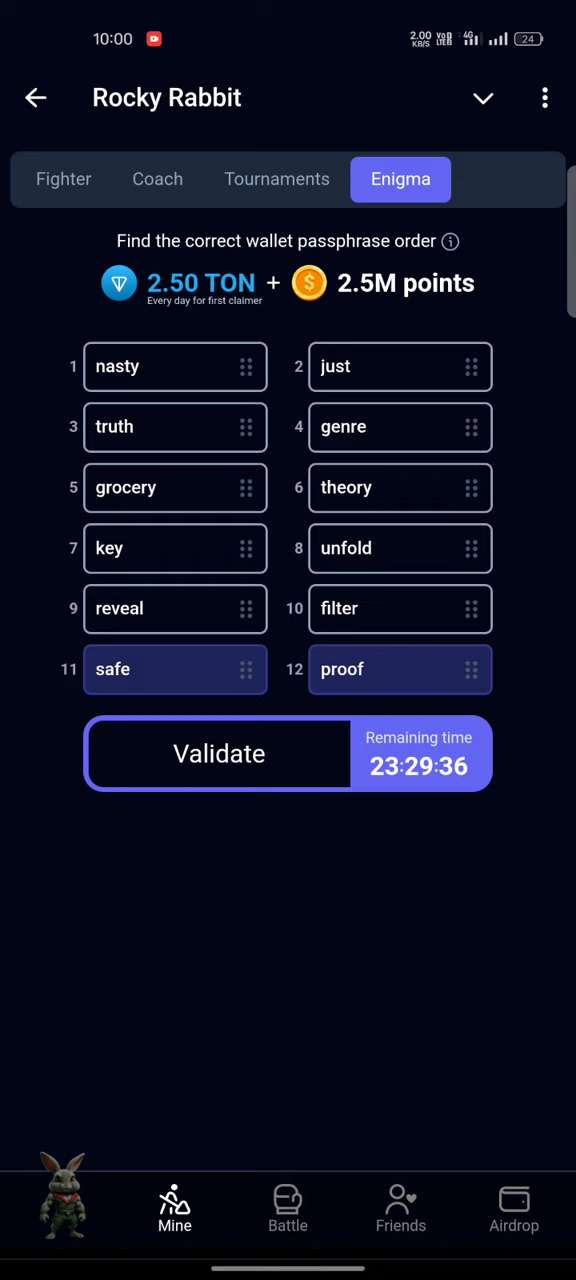 10:00 2.00 KB/S VoD LTE 4G 24
Rocky Rabbit
Fighter Coach Tournaments Enigma
Find the correct wallet passphrase order
2.50 TON + 2.5M points
Every day for first claimer
1 nasty 2 just
3 truth 4 genre
5 grocery 6 theory
7 key 8 unfold
9 reveal 10 filter
11 safe 12 proof
Validate
Remaining time
23:29:36
Mine Battle Friends Airdrop